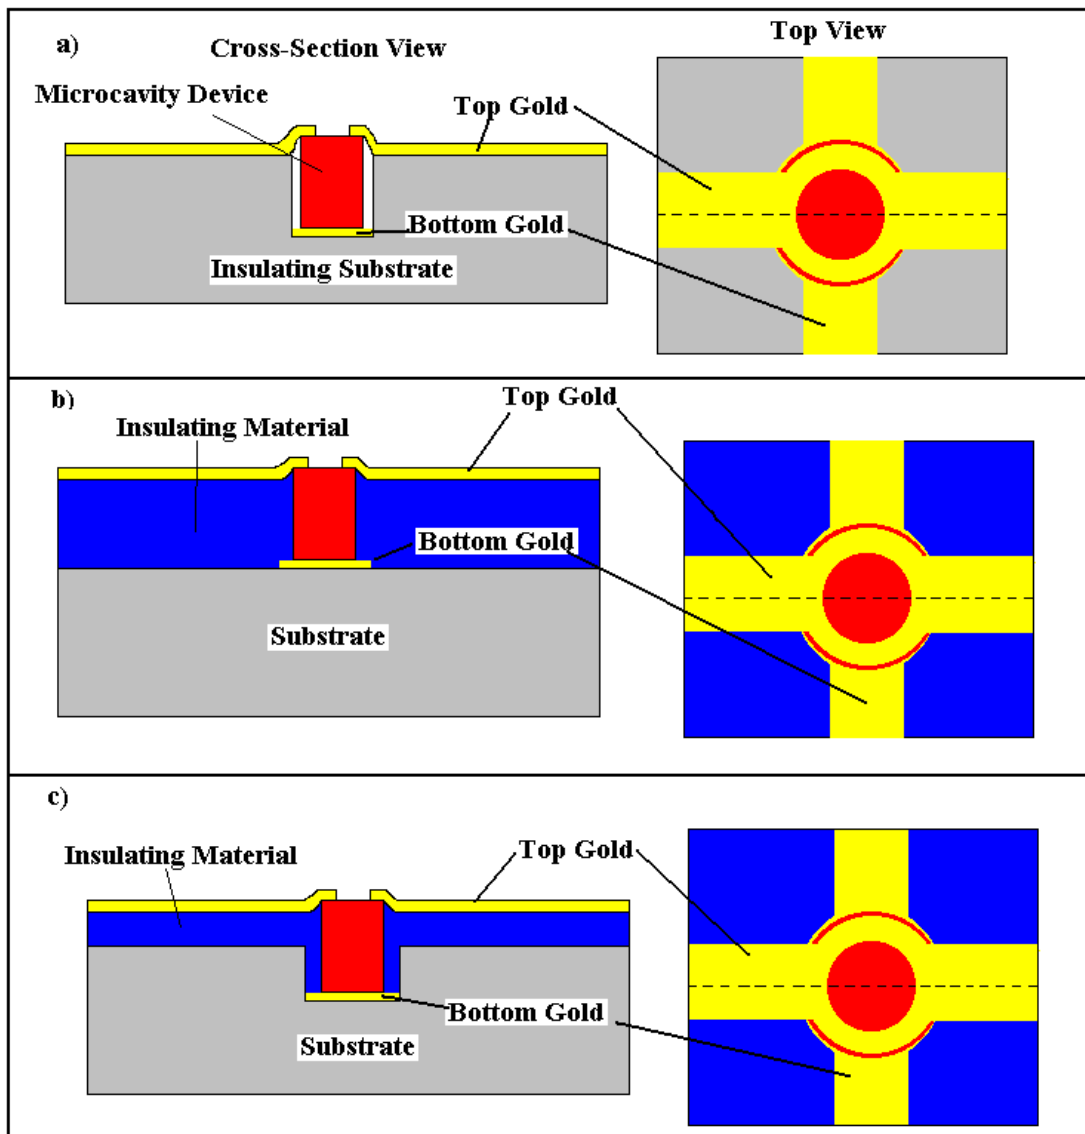 a)
Cross-Section View
Top View
Microcavity Device
Top Gold
Bottom Gold
Insulating Substrate
b)
Top Gold
Insulating Material
Bottom Gold
Substrate
c)
Insulating Material
Top Gold
Bottom Gold
Substrate